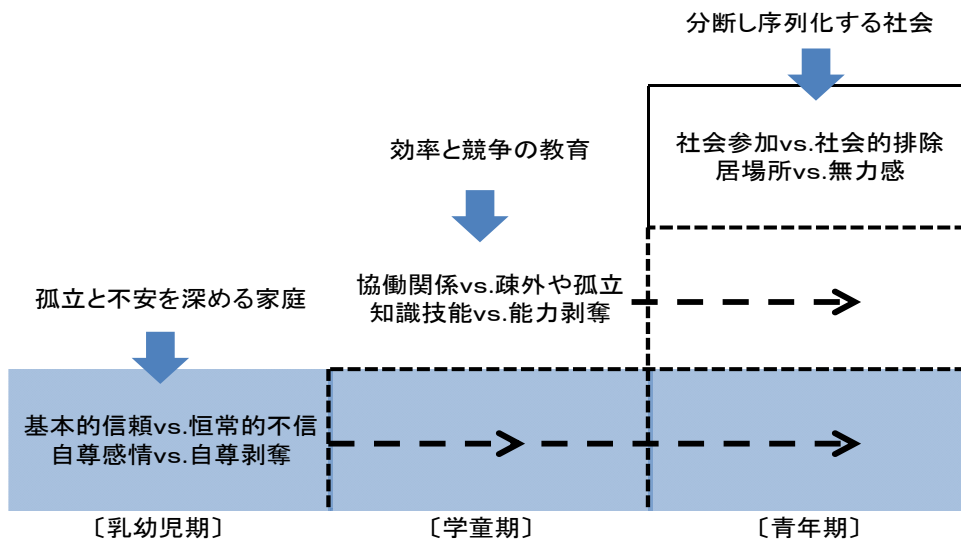 分断し序列化する社会
社会参加vs.社会的排除
居場所vs.無力感
効率と競争の教育
協働関係vs.疎外や孤立
知識技能vs.能力剥奪
孤立と不安を深める家庭
基本的信頼vs.恒常的不信
自尊感情vs.自尊剥奪
〔乳幼児期〕
〔学童期〕
〔青年期〕